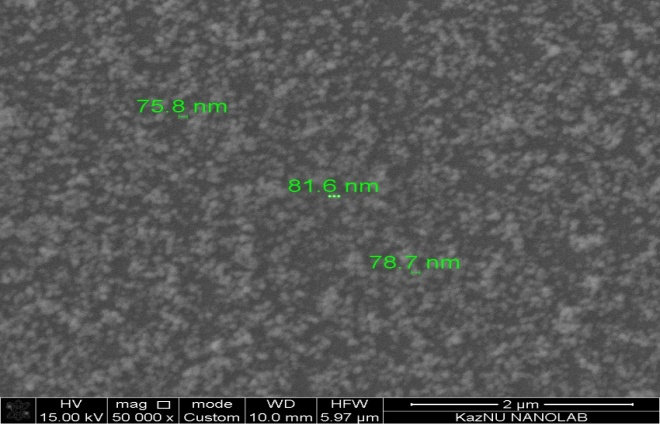 75.8 nm
81.6 nm
78.7 nm
HV mag mode WD HFW 2 µm
15.00 kV 50 000 x Custom 10.0 mm 5.97 µm KazNU NANOLAB